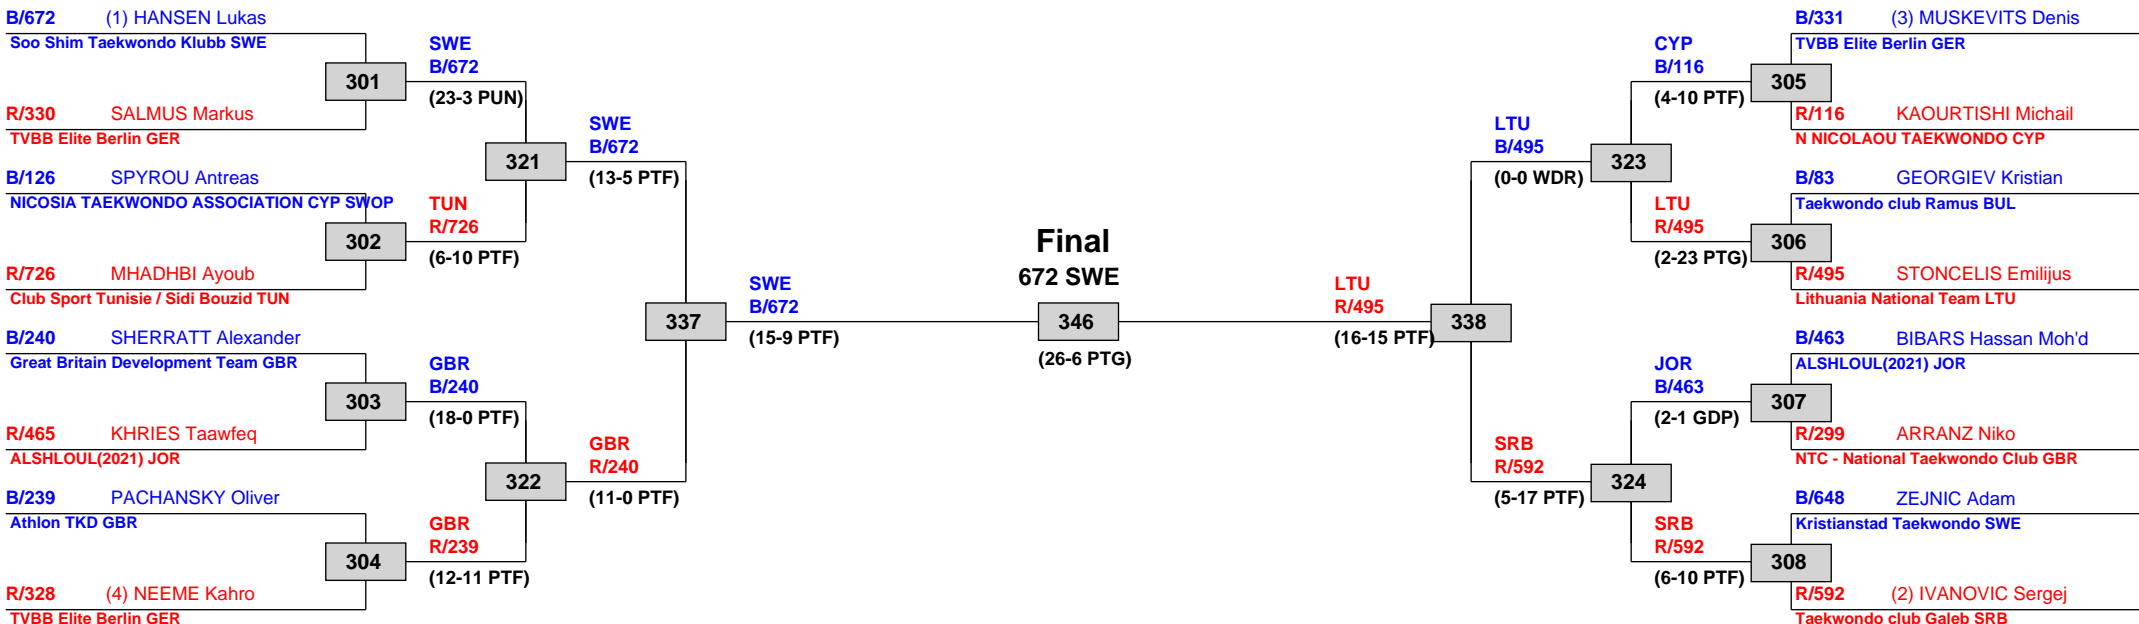 B/672 (1) HANSEN Lukas
Soo Shim Taekwondo Klubb SWE
301
R/330 SALMUS Markus
TVBB Elite Berlin GER
B/126 SPYROU Antreas
NICOSIA TAEKWONDO ASSOCIATION CYP SWOP
302
R/726 MHADHBI Ayoub
Club Sport Tunisie / Sidi Bouzid TUN
B/240 SHERRATT Alexander
Great Britain Development Team GBR
303
R/465 KHRIES Taawfeq
ALSHLOUL(2021) JOR
B/239 PACHANSKY Oliver
Athlon TKD GBR
304
R/328 (4) NEEME Kahro
TVBB Elite Berlin GER
SWE
B/672
(23-3 PUN)
321
TUN
R/726
(6-10 PTF)
GBR
B/240
(18-0 PTF)
322
GBR
R/239
(12-11 PTF)
SWE
B/672
(13-5 PTF)
337
GBR
R/240
(11-0 PTF)
SWE
B/672
(15-9 PTF)
Final
672 SWE
346
(26-6 PTG)
LTU
R/495
(16-15 PTF)
338
LTU
B/495
(0-0 WDR)
323
SRB
R/592
(5-17 PTF)
324
CYP
B/116
(4-10 PTF)
LTU
R/495
(2-23 PTG)
JOR
B/463
(2-1 GDP)
SRB
R/592
(6-10 PTF)
B/331 (3) MUSKEVITS Denis
TVBB Elite Berlin GER
305
R/116 KAOURTISHI Michail
N NICOLAOU TAEKWONDO CYP
B/83 GEORGIEV Kristian
Taekwondo club Ramus BUL
306
R/495 STONCELIS Emilijus
Lithuania National Team LTU
B/463 BIBARS Hassan Moh'd
ALSHLOUL(2021) JOR
307
R/299 ARRANZ Niko
NTC - National Taekwondo Club GBR
B/648 ZEJNIC Adam
Kristianstad Taekwondo SWE
308
R/592 (2) IVANOVIC Sergej
Taekwondo club Galeb SRB